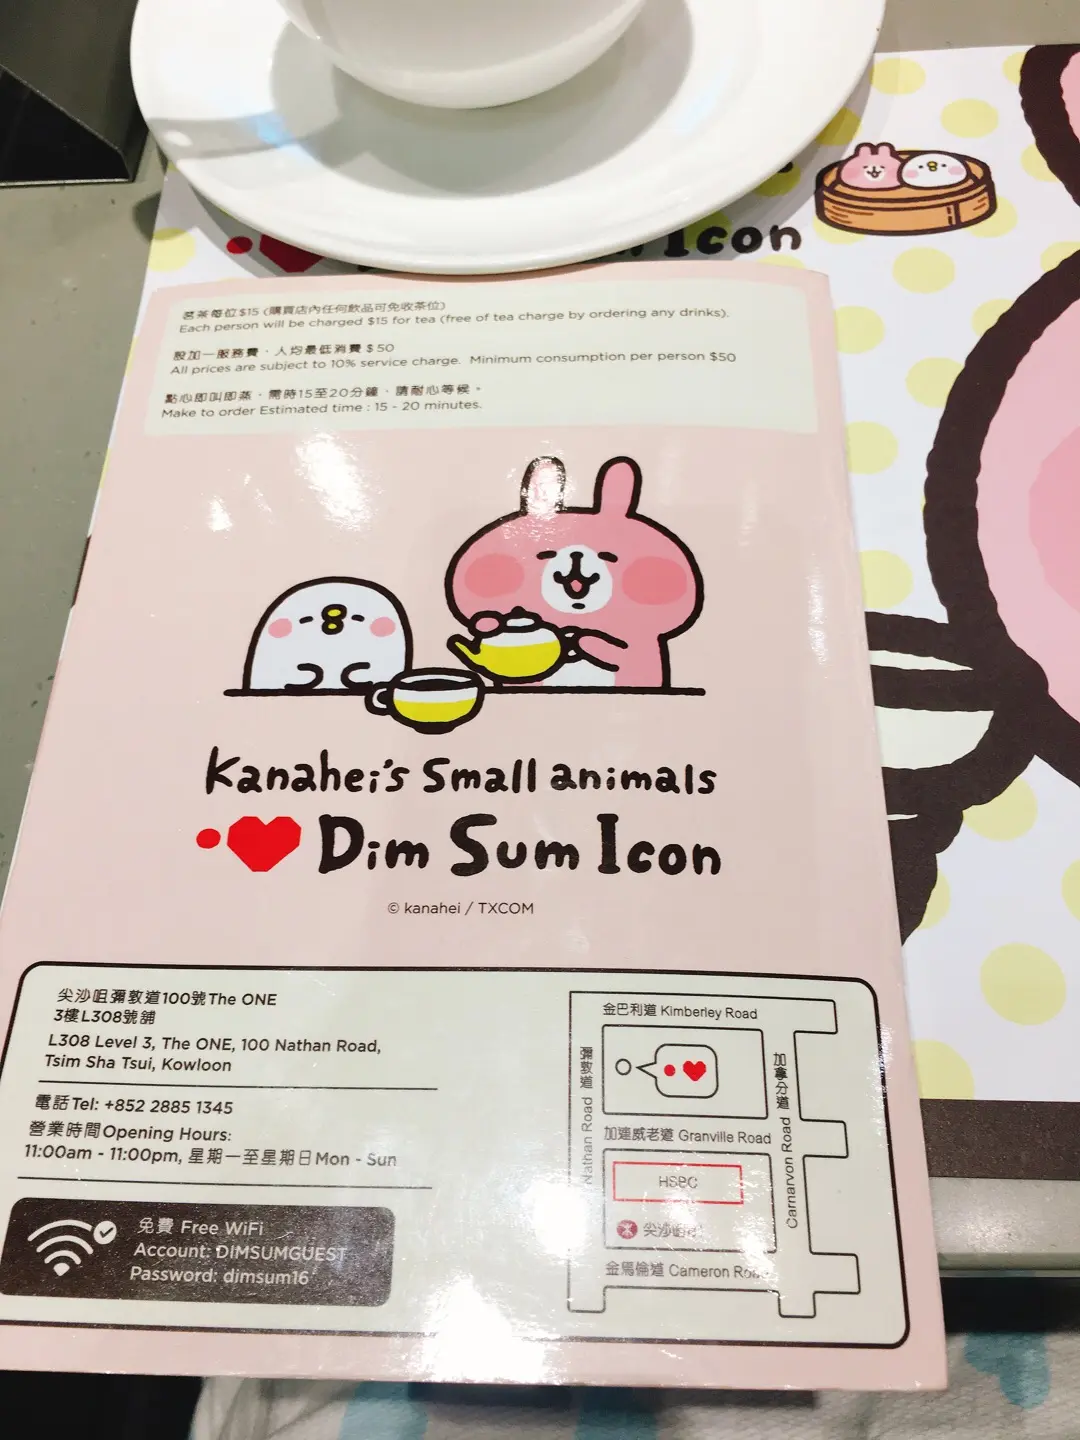 Icon
茗茶每位$15 (購買店內任何飲品可免收茶位)
Each person will be charged $15 for tea (free of tea charge by ordering any drinks).
設加一服務費，人均最低消費 $50
All prices are subject to 10% service charge. Minimum consumption per person $50
點心即叫即蒸，需時15至20分鐘，請耐心等候。
Make to order Estimated time : 15 - 20 minutes.
Kanahei's Small animals
Dim Sum Icon
© kanahei / TXCOM
尖沙咀彌敦道100號The ONE
3樓L308號舖
L308 Level 3, The ONE, 100 Nathan Road,
Tsim Sha Tsui, Kowloon
電話Tel: +852 2885 1345
營業時間Opening Hours:
11:00am - 11:00pm, 星期一至星期日Mon - Sun
免費 Free WiFi
Account: DIMSUMGUEST
Password: dimsum16
金巴利道 Kimberley Road
彌敦道 Nathan Road
加拿分道 Carnarvon Road
加連威老道 Granville Road
HSBC
尖沙咀
金馬倫道 Cameron Road